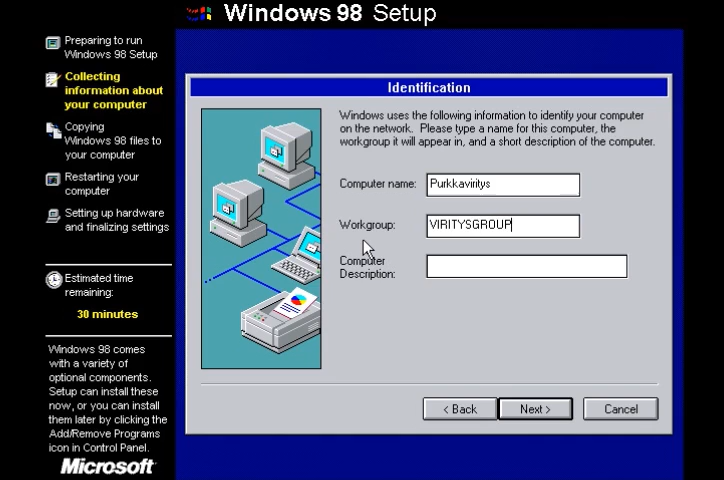 Windows 98 Setup
Preparing to run
Windows 98 Setup
Collecting
information about
your computer
Copying
Windows 98 files to
your computer
Restarting your
computer
Setting up hardware
and finalizing settings
Estimated time
remaining:
30 minutes
Windows 98 comes
with a variety of
optional components.
Setup can install these
now, or you can install
them later by clicking the
Add/Remove Programs
icon in Control Panel.
Microsoft
Identification
Windows uses the following information to identify your computer
on the network. Please type a name for this computer, the
workgroup it will appear in, and a short description of the computer.
Computer name: Purkkaviritys
Workgroup: VIRITYSGROUP
Computer
Description:
< Back Next > Cancel